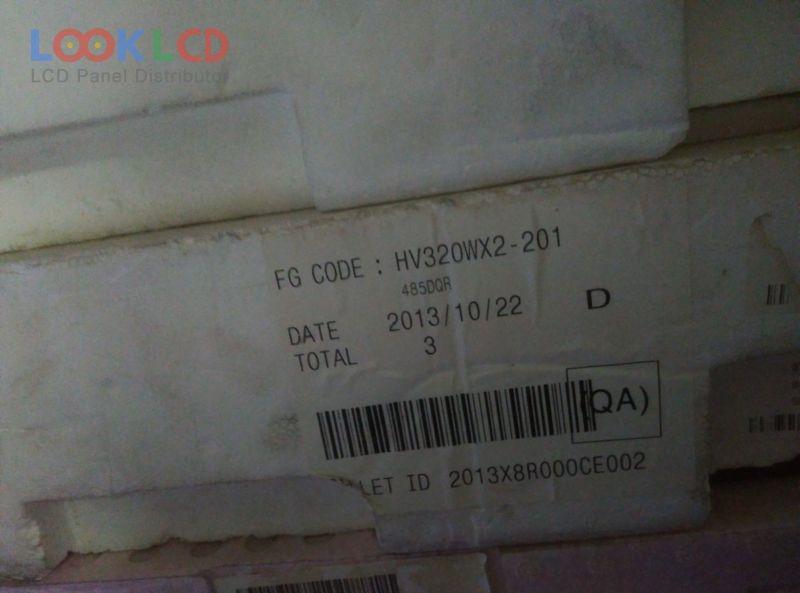 LOOK LCD
LCD Panel Distributor
FG CODE : HV320WX2-201
485DQR
DATE 2013/10/22 D
TOTAL 3
(QA)
LET ID 2013X8R000CE002